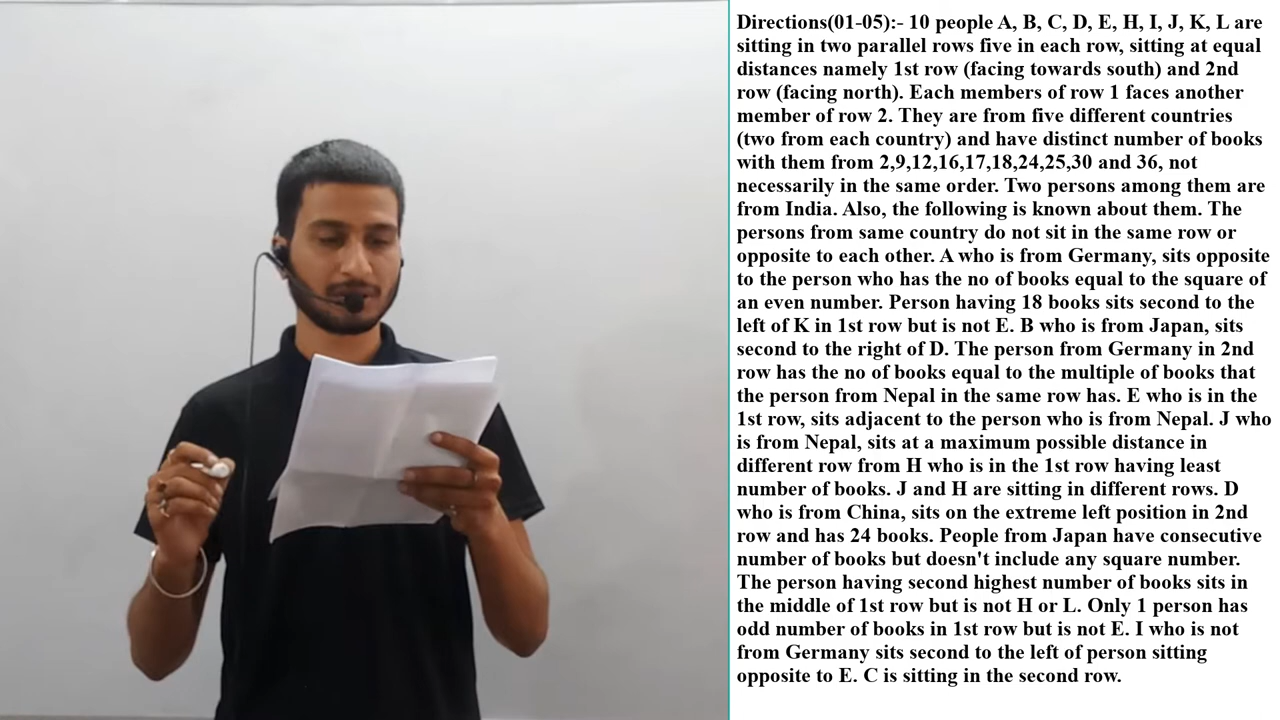 Directions(01-05):- 10 people A, B, C, D, E, H, I, J, K, L are
sitting in two parallel rows five in each row, sitting at equal
distances namely 1st row (facing towards south) and 2nd
row (facing north). Each members of row 1 faces another
member of row 2. They are from five different countries
(two from each country) and have distinct number of books
with them from 2,9,12,16,17,18,24,25,30 and 36, not
necessarily in the same order. Two persons among them are
from India. Also, the following is known about them. The
persons from same country do not sit in the same row or
opposite to each other. A who is from Germany, sits opposite
to the person who has the no of books equal to the square of
an even number. Person having 18 books sits second to the
left of K in 1st row but is not E. B who is from Japan, sits
second to the right of D. The person from Germany in 2nd
row has the no of books equal to the multiple of books that
the person from Nepal in the same row has. E who is in the
1st row, sits adjacent to the person who is from Nepal. J who
is from Nepal, sits at a maximum possible distance in
different row from H who is in the 1st row having least
number of books. J and H are sitting in different rows. D
who is from China, sits on the extreme left position in 2nd
row and has 24 books. People from Japan have consecutive
number of books but doesn't include any square number.
The person having second highest number of books sits in
the middle of 1st row but is not H or L. Only 1 person has
odd number of books in 1st row but is not E. I who is not
from Germany sits second to the left of person sitting
opposite to E. C is sitting in the second row.